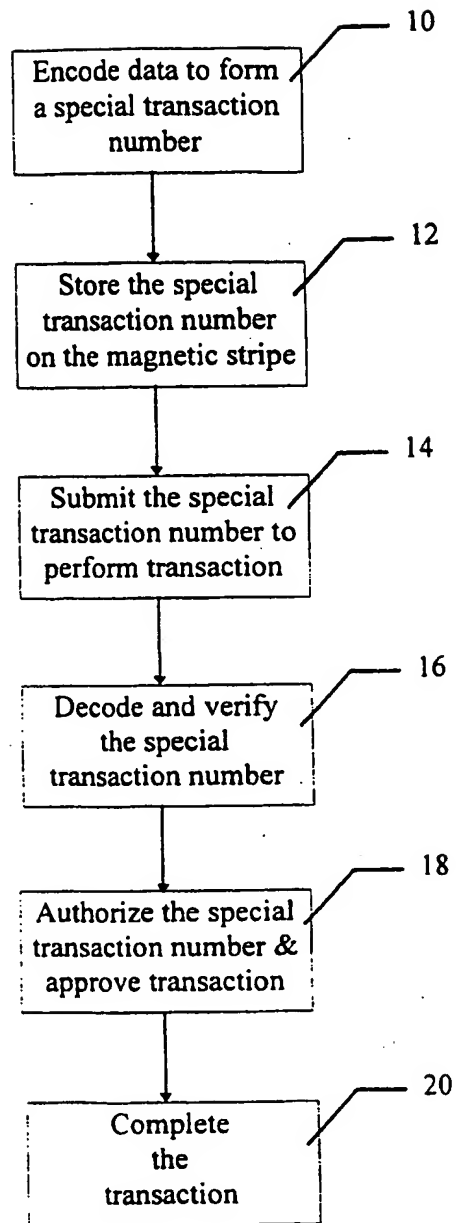 10
Encode data to form
a special transaction
number
12
Store the special
transaction number
on the magnetic stripe
14
Submit the special
transaction number to
perform transaction
16
Decode and verify
the special
transaction number
18
Authorize the special
transaction number &
approve transaction
20
Complete
the
transaction